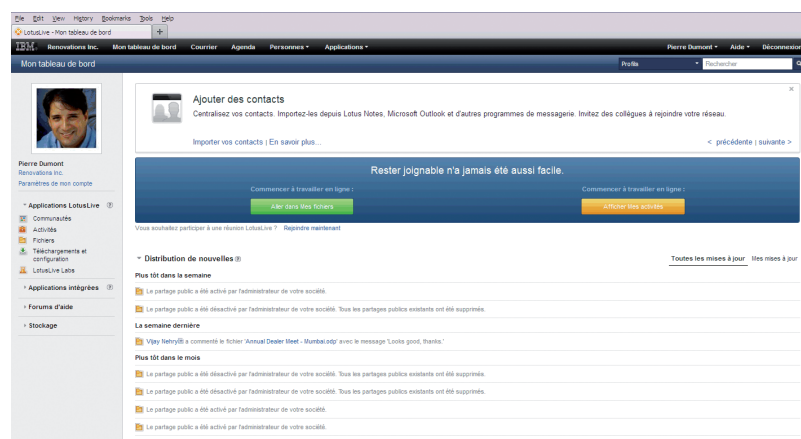 File Edit View History Bookmarks Tools Help
LotusLive - Mon tableau de bord +
IBM. Renovations Inc. Mon tableau de bord Courrier Agenda Personnes Applications Pierre Dumont Aide Déconnexion
Mon tableau de bord Profils Rechercher
Ajouter des contacts
Centralisez vos contacts. Importez-les depuis Lotus Notes, Microsoft Outlook et d'autres programmes de messagerie. Invitez des collègues à rejoindre votre réseau.
Importer vos contacts | En savoir plus... < précédente | suivante >
Pierre Dumont
Renovations Inc.
Paramètres de mon compte
Rester joignable n'a jamais été aussi facile.
Commencer à travailler en ligne : Commencer à travailler en ligne :
Aller dans Mes fichiers Afficher Mes activités
Vous souhaitez participer à une réunion LotusLive ? Rejoindre maintenant
Applications LotusLive
Communautés
Activités
Fichiers
Téléchargements et
configuration
LotusLive Labs
Applications intégrées
Forums d'aide
Stockage
Distribution de nouvelles Toutes les mises à jour Mes mises à jour
Plus tôt dans la semaine
Le partage public a été activé par l'administrateur de votre société.
Le partage public a été désactivé par l'administrateur de votre société. Tous les partages publics existants ont été supprimés.
La semaine dernière
Vijay Nehry a commenté le fichier 'Annual Dealer Meet - Mumbai.odp' avec le message 'Looks good, thanks.'
Plus tôt dans le mois
Le partage public a été désactivé par l'administrateur de votre société. Tous les partages publics existants ont été supprimés.
Le partage public a été désactivé par l'administrateur de votre société. Tous les partages publics existants ont été supprimés.
Le partage public a été activé par l'administrateur de votre société.
Le partage public a été activé par l'administrateur de votre société.